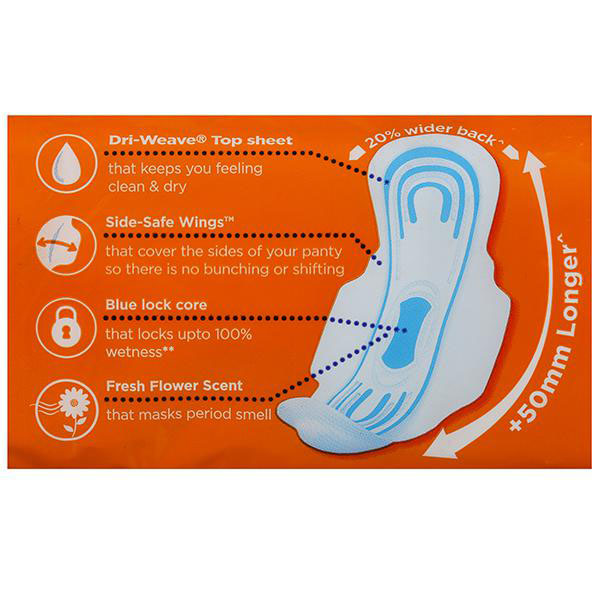 Dri-Weave® Top sheet
that keeps you feeling
clean & dry
20% wider back^
Side-Safe Wings™
that cover the sides of your panty
so there is no bunching or shifting
Blue lock core
that locks upto 100%
wetness**
Fresh Flower Scent
that masks period smell
+50mm Longer^